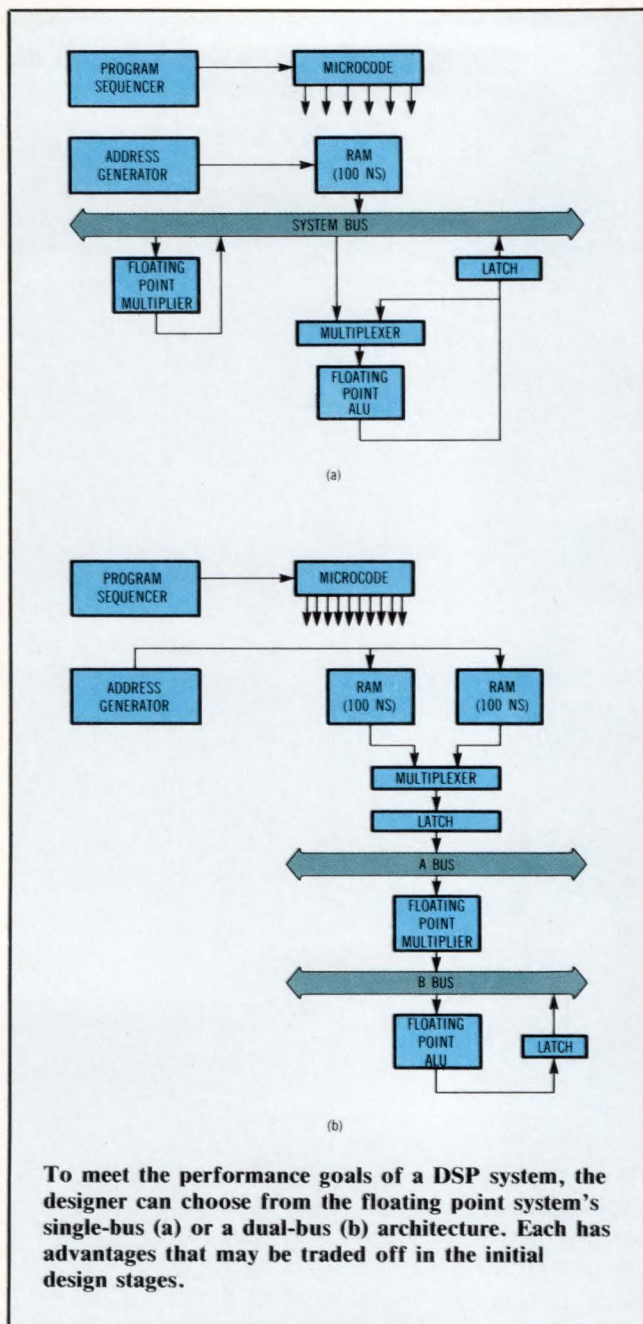 PROGRAM
SEQUENCER
MICROCODE
ADDRESS
GENERATOR
RAM
(100 NS)
SYSTEM BUS
FLOATING
POINT
MULTIPLIER
LATCH
MULTIPLEXER
FLOATING
POINT
ALU
(a)
PROGRAM
SEQUENCER
MICROCODE
ADDRESS
GENERATOR
RAM
(100 NS)
RAM
(100 NS)
MULTIPLEXER
LATCH
A BUS
FLOATING
POINT
MULTIPLIER
B BUS
FLOATING
POINT
ALU
LATCH
(b)
To meet the performance goals of a DSP system, the
designer can choose from the floating point system's
single-bus (a) or a dual-bus (b) architecture. Each has
advantages that may be traded off in the initial
design stages.